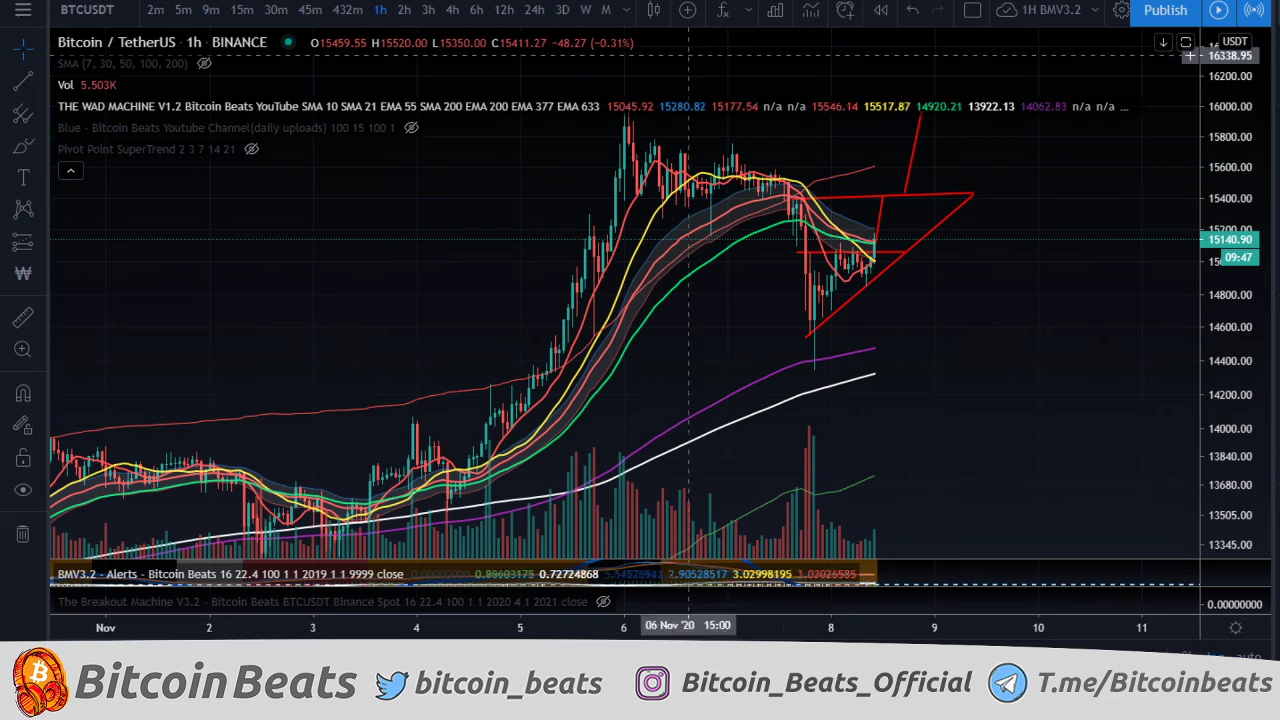 BTCUSDT 2m 5m 9m 15m 30m 45m 432m 1h 2h 3h 4h 6h 12h 24h 3D W M 1H BMV3.2 Publish
Bitcoin / TetherUS · 1h · BINANCE O15459.55 H15520.00 L15350.00 C15411.27 -48.27 (-0.31%) USDT
SMA (7, 30, 50, 100, 200)
16338.95
Vol 5.503K
16200.00
THE WAD MACHINE V1.2 Bitcoin Beats YouTube SMA 10 SMA 21 EMA 55 SMA 200 EMA 200 EMA 377 EMA 633 15045.92 15280.82 15177.54 n/a n/a 15546.14 15517.87 14920.21 13922.13 14062.83 n/a n/a ...
16000.00
Blue - Bitcoin Beats Youtube Channel(daily uploads) 100 15 100 1
15800.00
Pivot Point SuperTrend 2 3 7 14 21
15600.00
15400.00
15200.00
15140.90
09:47
14800.00
14600.00
14400.00
14200.00
14000.00
13840.00
13680.00
13505.00
13345.00
BMV3.2 - Alerts - Bitcoin Beats 16 22.4 100 1 1 2019 1 1 9999 close 0.00000000 0.88603175 0.72724868 2.90528517 3.02998195 3.03026585
The Breakout Machine V3.2 - Bitcoin Beats BTCUSDT Binance Spot 16 22.4 100 1 1 2020 4 1 2021 close
0.00000000
Nov 2 3 4 5 6 06 Nov '20 15:00 8 9 10 11
auto
BitcoinBeats bitcoin_beats Bitcoin_Beats_Official T.me/Bitcoinbeats